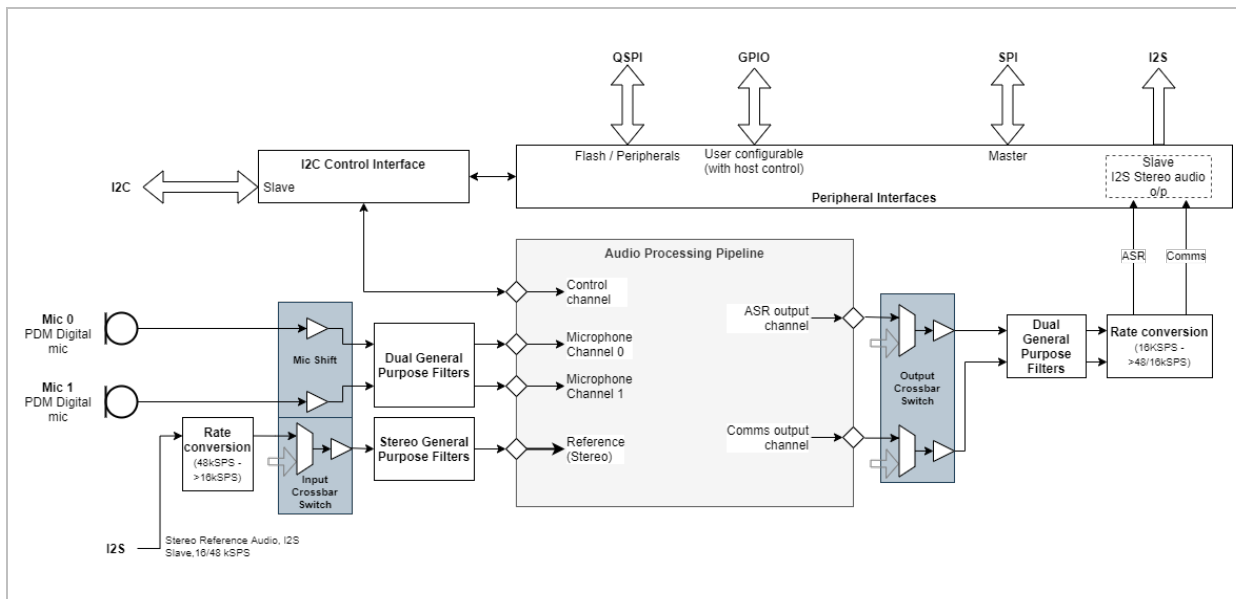 QSPI
GPIO
SPI
I2S
I2C Control Interface
Slave
I2C
Flash / Peripherals
User configurable
(with host control)
Master
Slave
I2S Stereo audio
o/p
Peripheral Interfaces
Audio Processing Pipeline
ASR
Comms
Control
channel
Mic 0
PDM Digital
mic
Mic Shift
Dual General
Purpose Filters
Microphone
Channel 0
ASR output
channel
Dual
General
Purpose
Filters
Rate conversion
(16KSPS -
>48/16kSPS)
Mic 1
PDM Digital
mic
Microphone
Channel 1
Output
Crossbar
Switch
Rate
conversion
(48kSPS -
>16kSPS)
Stereo General
Purpose Filters
Reference
(Stereo)
Comms output
channel
Input
Crossbar
Switch
I2S
Stereo Reference Audio, I2S
Slave,16/48 kSPS